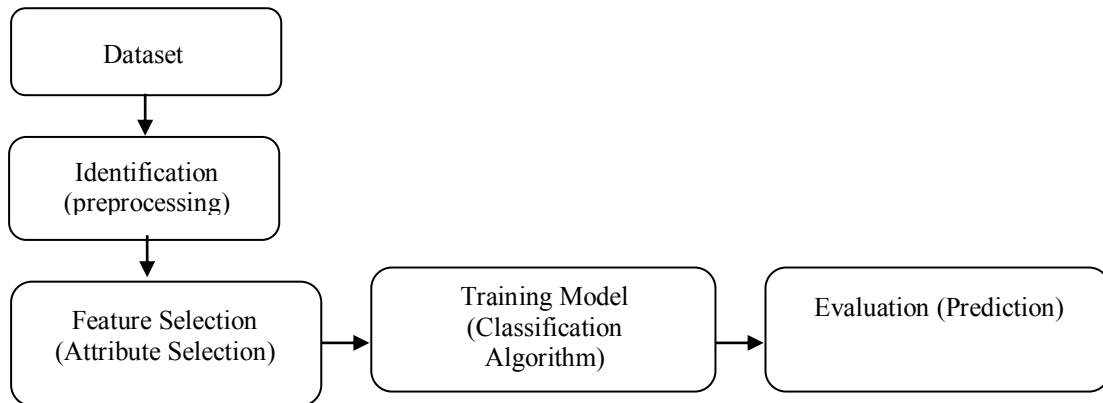 Dataset
Identification
(preprocessing)
Feature Selection
(Attribute Selection)
Training Model
(Classification
Algorithm)
Evaluation (Prediction)